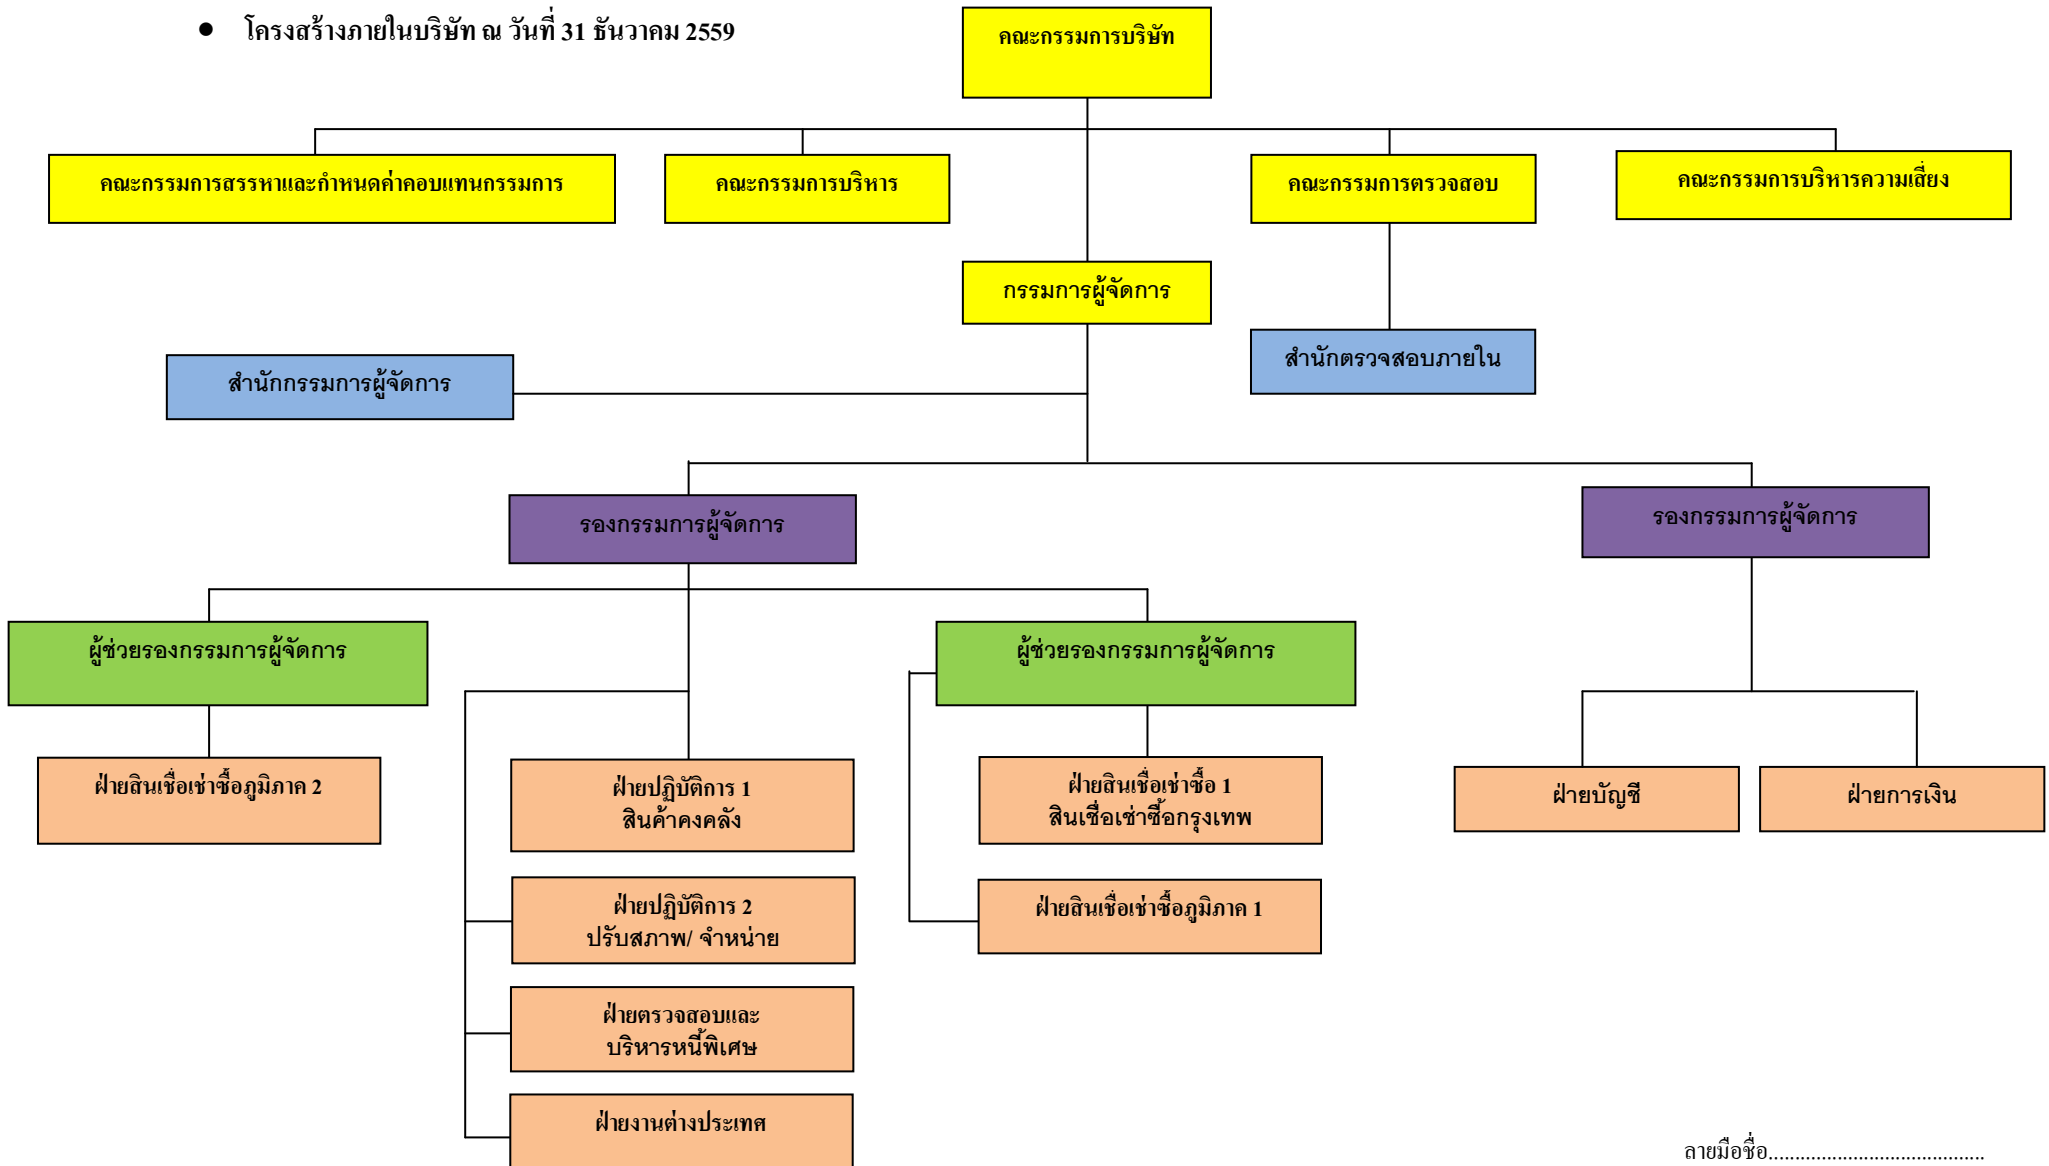 ● โครงสร้างภายในบริษัท ณ วันที่ 31 ธันวาคม 2559
คณะกรรมการบริษัท
คณะกรรมการสรรหาและกำหนดค่าคอบแทนกรรมการ
คณะกรรมการบริหาร
คณะกรรมการตรวจสอบ
คณะกรรมการบริหารความเสี่ยง
กรรมการผู้จัดการ
สำนักตรวจสอบภายใน
สำนักกรรมการผู้จัดการ
รองกรรมการผู้จัดการ
รองกรรมการผู้จัดการ
ผู้ช่วยรองกรรมการผู้จัดการ
ผู้ช่วยรองกรรมการผู้จัดการ
ฝ่ายสินเชื่อเช่าซื้อภูมิภาค 2
ฝ่ายปฏิบัติการ 1
สินค้าคงคลัง
ฝ่ายสินเชื่อเช่าซื้อ 1
สินเชื่อเช่าซื้อกรุงเทพ
ฝ่ายบัญชี
ฝ่ายการเงิน
ฝ่ายปฏิบัติการ 2
ปรับสภาพ/ จำหน่าย
ฝ่ายสินเชื่อเช่าซื้อภูมิภาค 1
ฝ่ายตรวจสอบและ
บริหารหนี้พิเศษ
ฝ่ายงานต่างประเทศ
ลายมือชื่อ.........................................